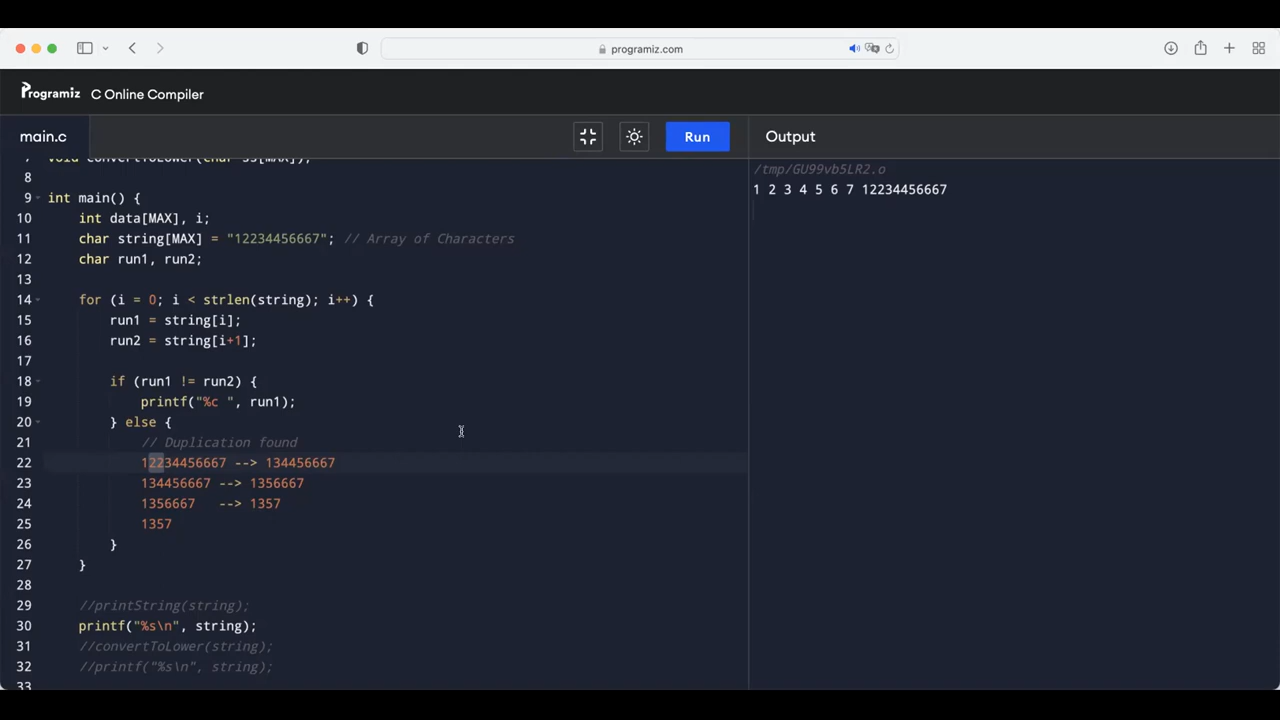 programiz.com
Programiz C Online Compiler
main.c
Run
Output
7 void convertToLower(char ss[MAX]);
8
9 int main() {
10 int data[MAX], i;
11 char string[MAX] = "12234456667"; // Array of Characters
12 char run1, run2;
13
14 for (i = 0; i < strlen(string); i++) {
15 run1 = string[i];
16 run2 = string[i+1];
17
18 if (run1 != run2) {
19 printf("%c ", run1);
20 } else {
21 // Duplication found
22 12234456667 --> 134456667
23 134456667 --> 1356667
24 1356667 --> 1357
25 1357
26 }
27 }
28
29 //printString(string);
30 printf("%s\n", string);
31 //convertToLower(string);
32 //printf("%s\n", string);
33
/tmp/GU99vb5LR2.o
1 2 3 4 5 6 7 12234456667